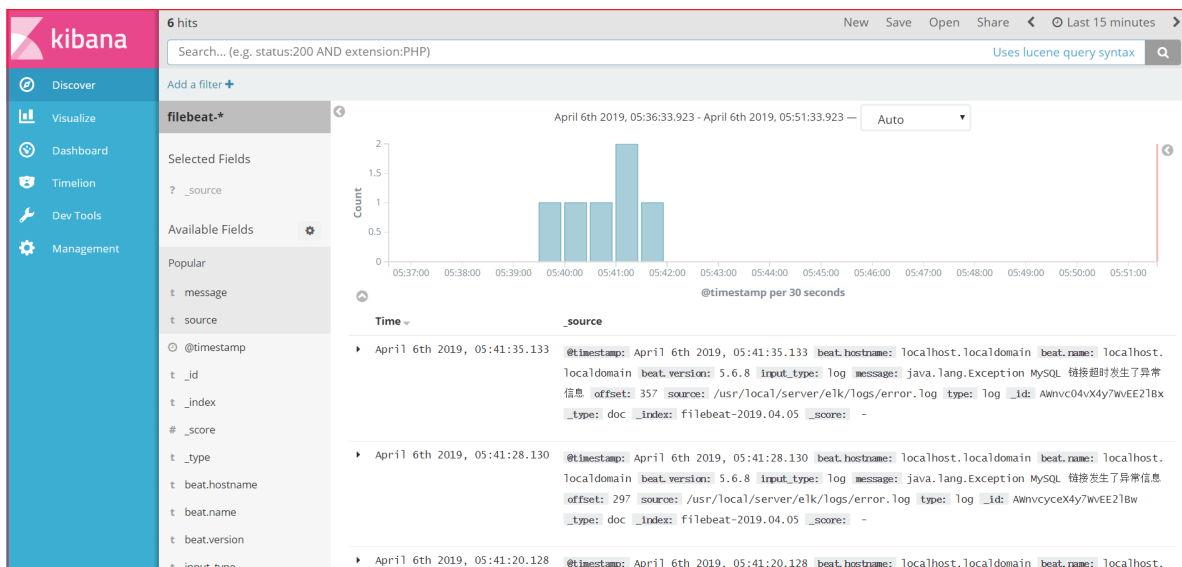 kibana
Discover
Visualize
Dashboard
Timelion
Dev Tools
Management
6 hits
New Save Open Share Last 15 minutes
Search... (e.g. status:200 AND extension:PHP) Uses lucene query syntax
Add a filter +
filebeat-*
Selected Fields
? _source
Available Fields
Popular
t message
t source
@timestamp
t _id
t _index
# _score
t _type
t beat.hostname
t beat.name
t beat.version
t input_type
April 6th 2019, 05:36:33.923 - April 6th 2019, 05:51:33.923 — Auto
Count
2
1.5
1
0.5
0
05:37:00 05:38:00 05:39:00 05:40:00 05:41:00 05:42:00 05:43:00 05:44:00 05:45:00 05:46:00 05:47:00 05:48:00 05:49:00 05:50:00 05:51:00
@timestamp per 30 seconds
Time _source
April 6th 2019, 05:41:35.133 @timestamp: April 6th 2019, 05:41:35.133 beat.hostname: localhost.localdomain beat.name: localhost.
localdomain beat.version: 5.6.8 input_type: log message: java.lang.Exception MySQL 链接超时发生了异常
信息 offset: 357 source: /usr/local/server/elk/logs/error.log type: log _id: AWnvc04vX4y7WvEE2lBx
_type: doc _index: filebeat-2019.04.05 _score: -
April 6th 2019, 05:41:28.130 @timestamp: April 6th 2019, 05:41:28.130 beat.hostname: localhost.localdomain beat.name: localhost.
localdomain beat.version: 5.6.8 input_type: log message: java.lang.Exception MySQL 链接发生了异常信息
offset: 297 source: /usr/local/server/elk/logs/error.log type: log _id: AWnvcyceX4y7WvEE2lBw
_type: doc _index: filebeat-2019.04.05 _score: -
April 6th 2019, 05:41:20.128 @timestamp: April 6th 2019, 05:41:20.128 beat.hostname: localhost.localdomain beat.name: localhost.